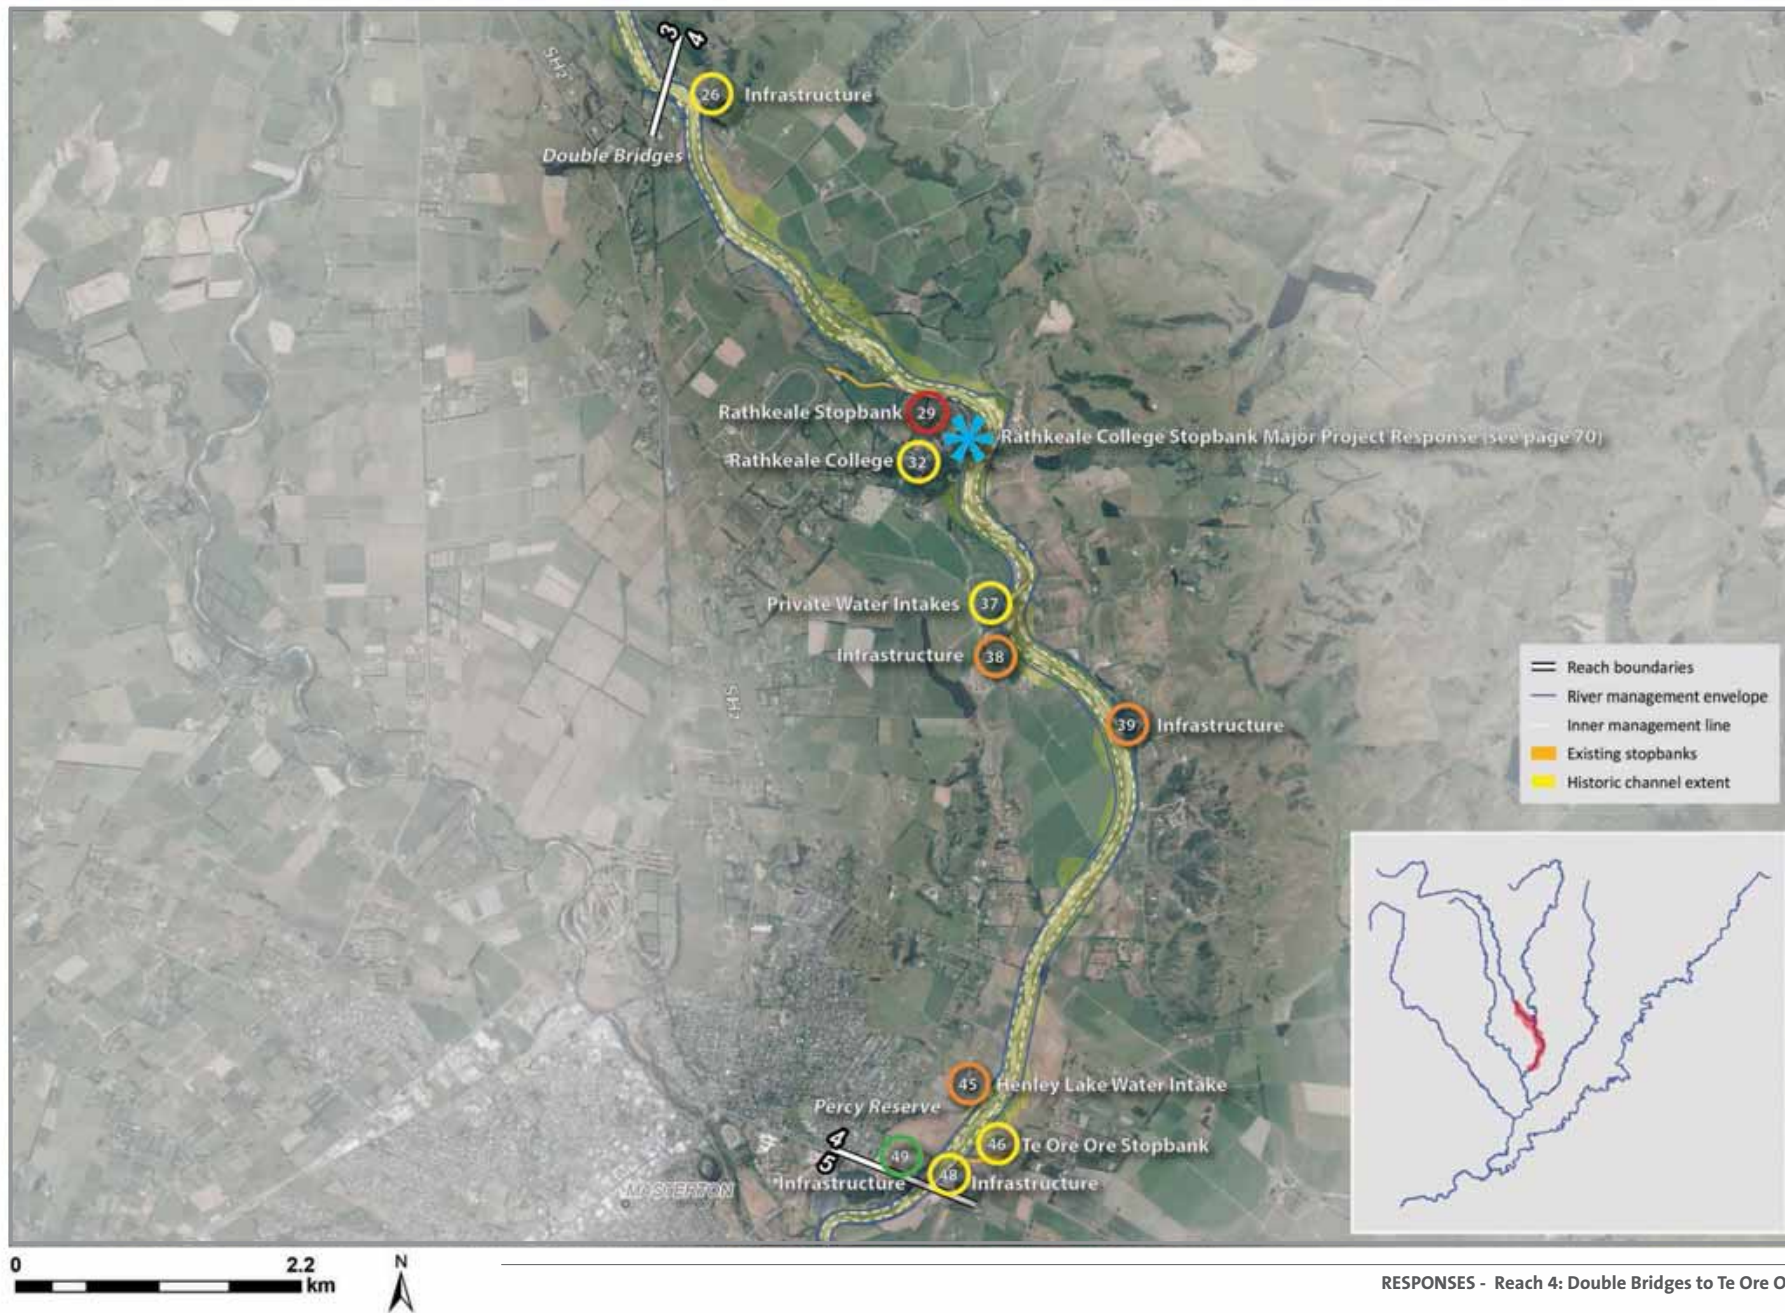 3 4
SH2
26 Infrastructure
Double Bridges
Rathkeale Stopbank 29
Rathkeale College Stopbank Major Project Response (see page 70)
Rathkeale College 32
Private Water Intakes 37
Infrastructure 38
SH2
39 Infrastructure
Reach boundaries
River management envelope
Inner management line
Existing stopbanks
Historic channel extent
45 Henley Lake Water Intake
Percy Reserve
4
5
49
46 Te Ore Ore Stopbank
Infrastructure
48 Infrastructure
MASTERTON
0 2.2
km
N
RESPONSES - Reach 4: Double Bridges to Te Ore O